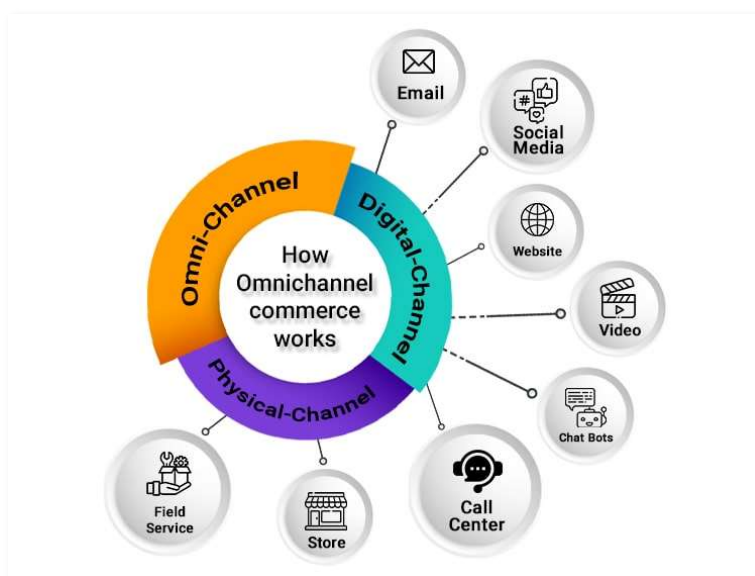 Email
#
Social
Media
Omni-Channel
Digital-Channel
How
Omnichannel
commerce
works
Website
Video
Physical-Channel
Chat Bots
Field
Service
Store
Call
Center